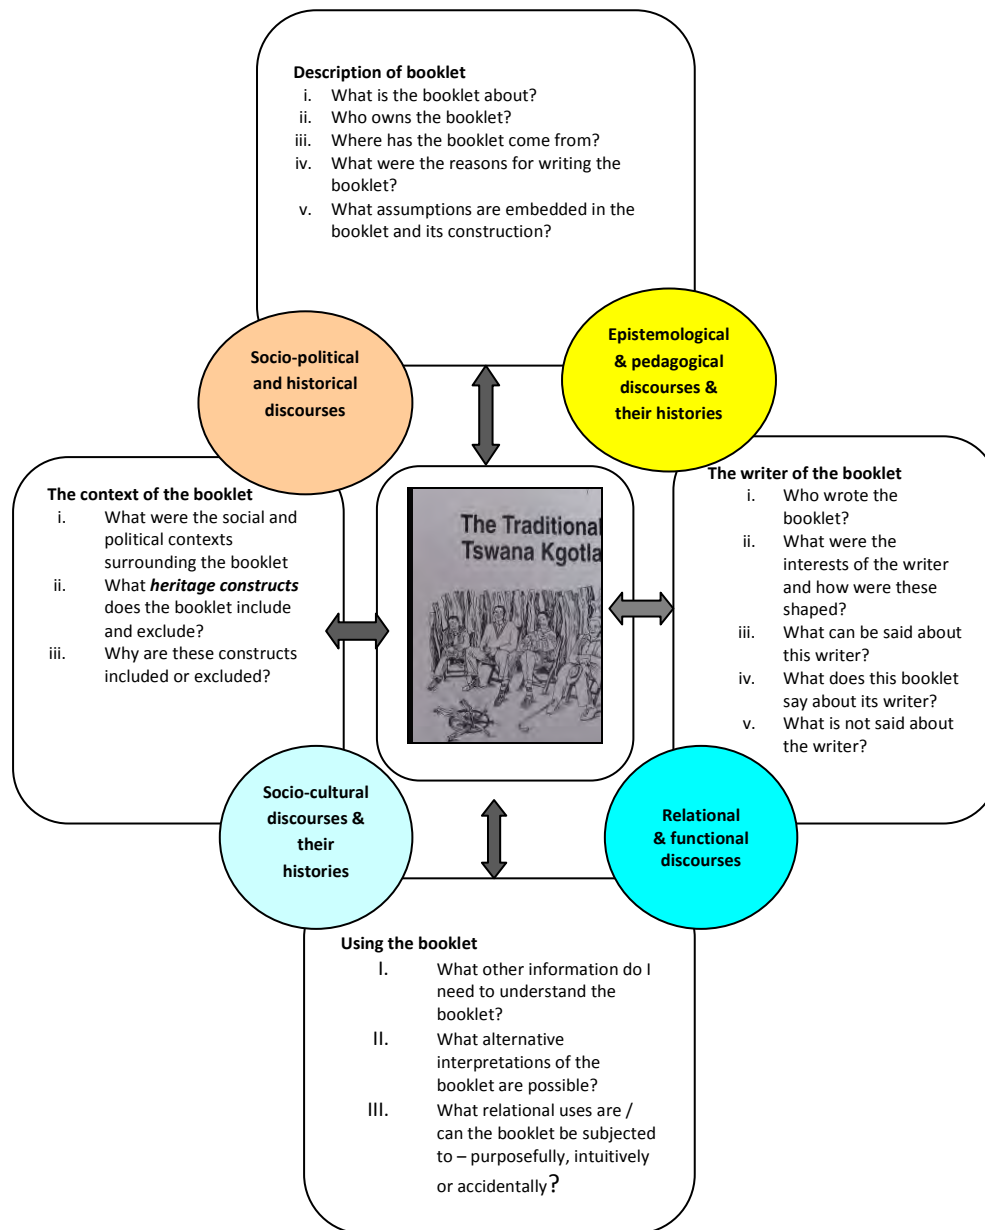 Description of booklet
i. What is the booklet about?
ii. Who owns the booklet?
iii. Where has the booklet come from?
iv. What were the reasons for writing the
booklet?
v. What assumptions are embedded in the
booklet and its construction?
Socio-political
and historical
discourses
Epistemological
& pedagogical
discourses &
their histories
The context of the booklet
i. What were the social and
political contexts
surrounding the booklet
ii. What heritage constructs
does the booklet include
and exclude?
iii. Why are these constructs
included or excluded?
The Traditional
Tswana Kgotla
The writer of the booklet
i. Who wrote the
booklet?
ii. What were the
interests of the writer
and how were these
shaped?
iii. What can be said about
this writer?
iv. What does this booklet
say about its writer?
v. What is not said about
the writer?
Socio-cultural
discourses &
their
histories
Relational
& functional
discourses
Using the booklet
I. What other information do I
need to understand the
booklet?
II. What alternative
interpretations of the
booklet are possible?
III. What relational uses are /
can the booklet be subjected
to – purposefully, intuitively
or accidentally?